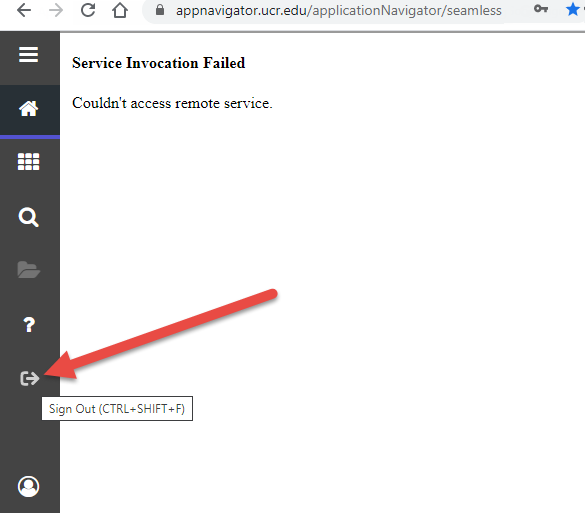 appnavigator.ucr.edu/applicationNavigator/seamless
Service Invocation Failed
Couldn't access remote service.
?
Sign Out (CTRL+SHIFT+F)